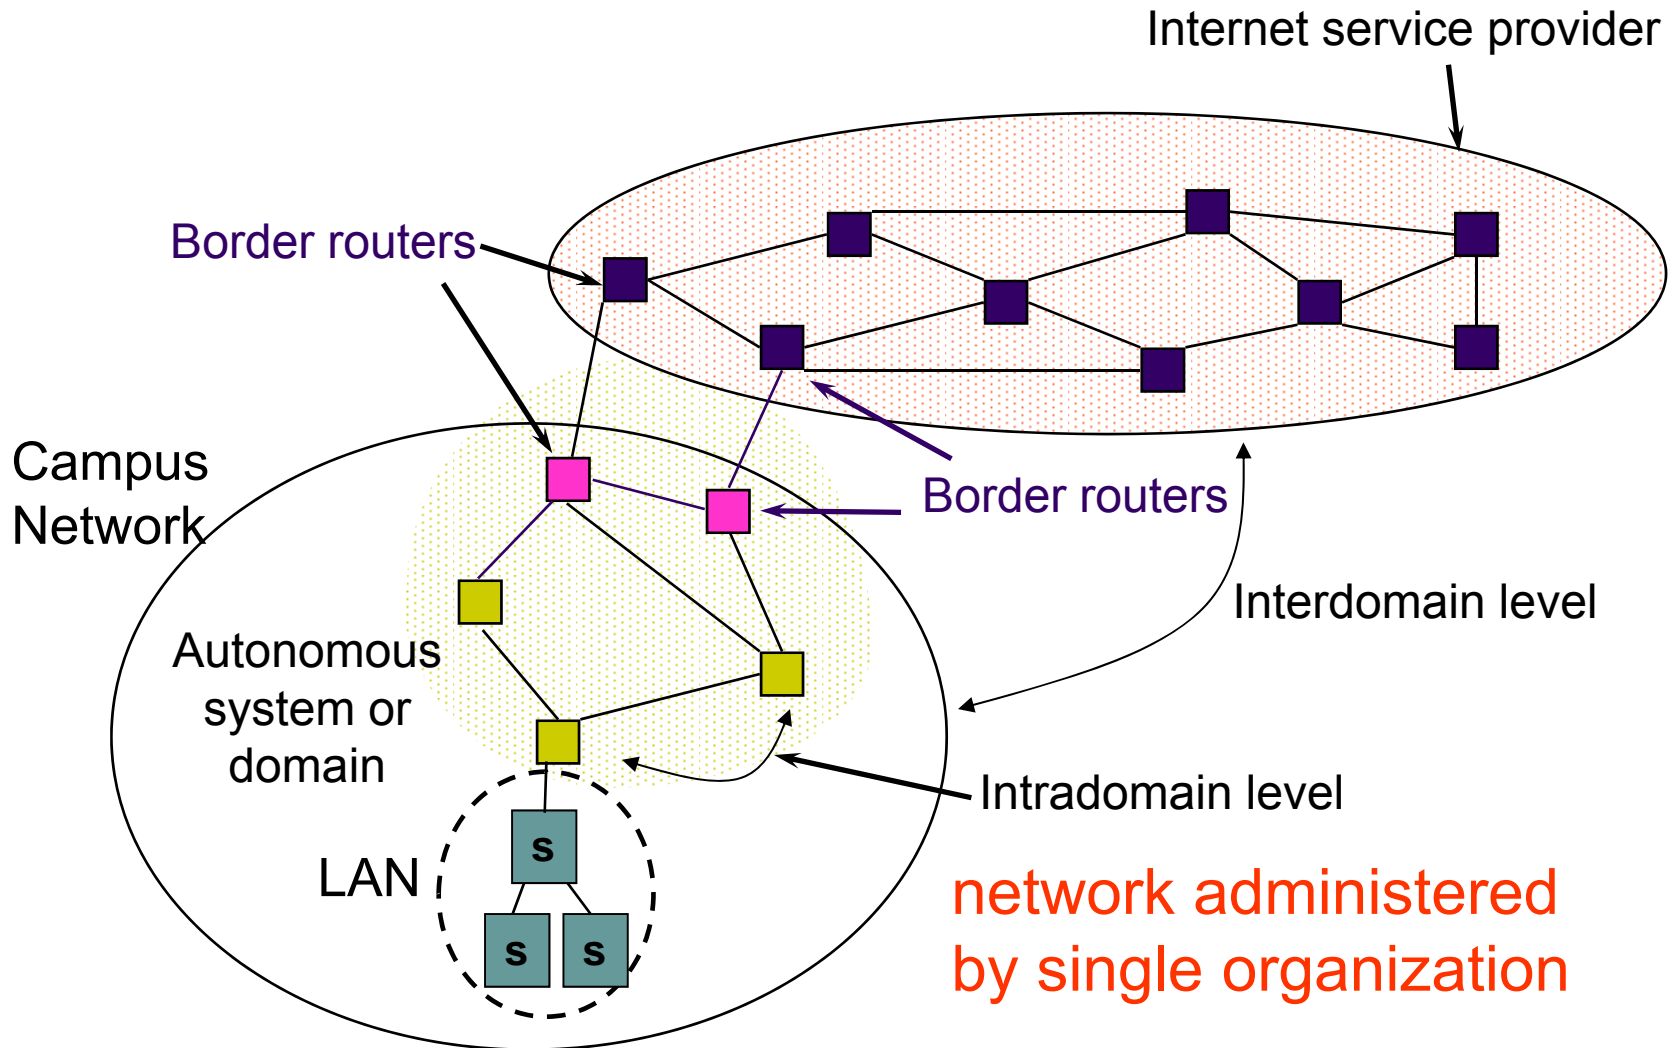 Internet service provider
Border routers
Campus
Network
Border routers
Interdomain level
Autonomous
system or
domain
Intradomain level
LAN
s
s
s
network administered
by single organization